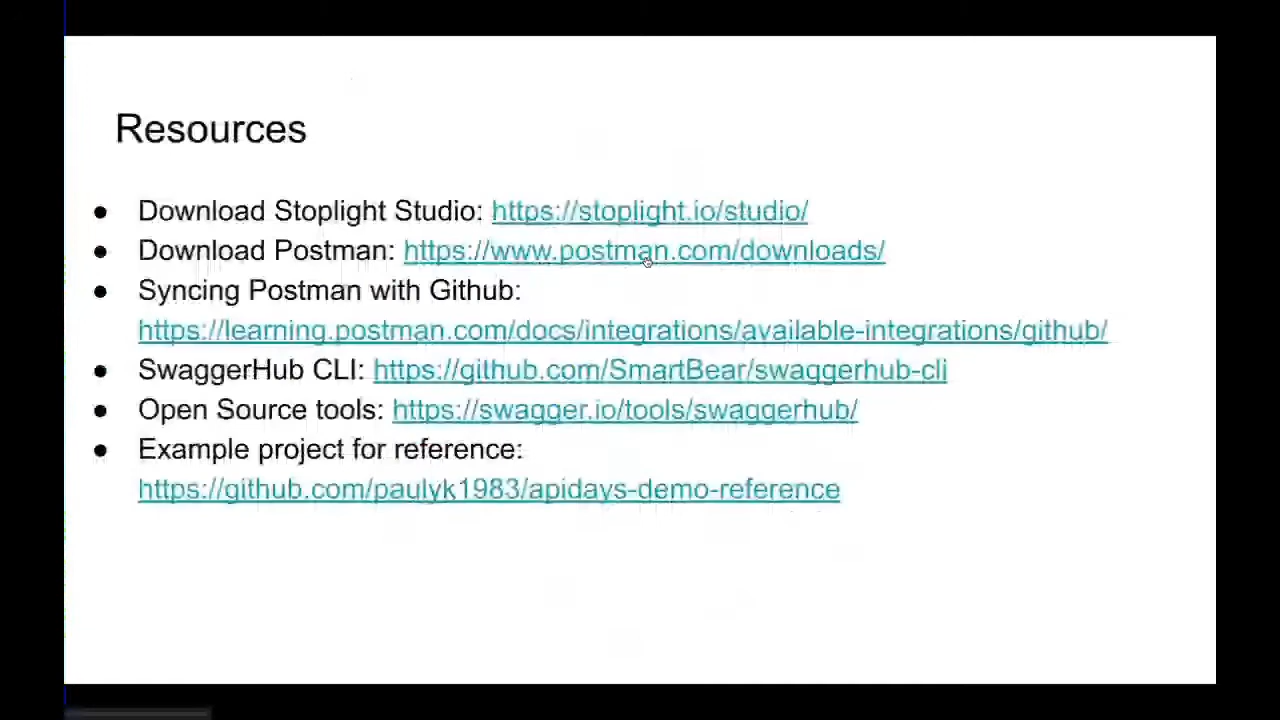 Resources
● Download Stoplight Studio: https://stoplight.io/studio/
● Download Postman: https://www.postman.com/downloads/
● Syncing Postman with Github:
https://learning.postman.com/docs/integrations/available-integrations/github/
● SwaggerHub CLI: https://github.com/SmartBear/swaggerhub-cli
● Open Source tools: https://swagger.io/tools/swaggerhub/
● Example project for reference:
https://github.com/paulyk1983/apidays-demo-reference